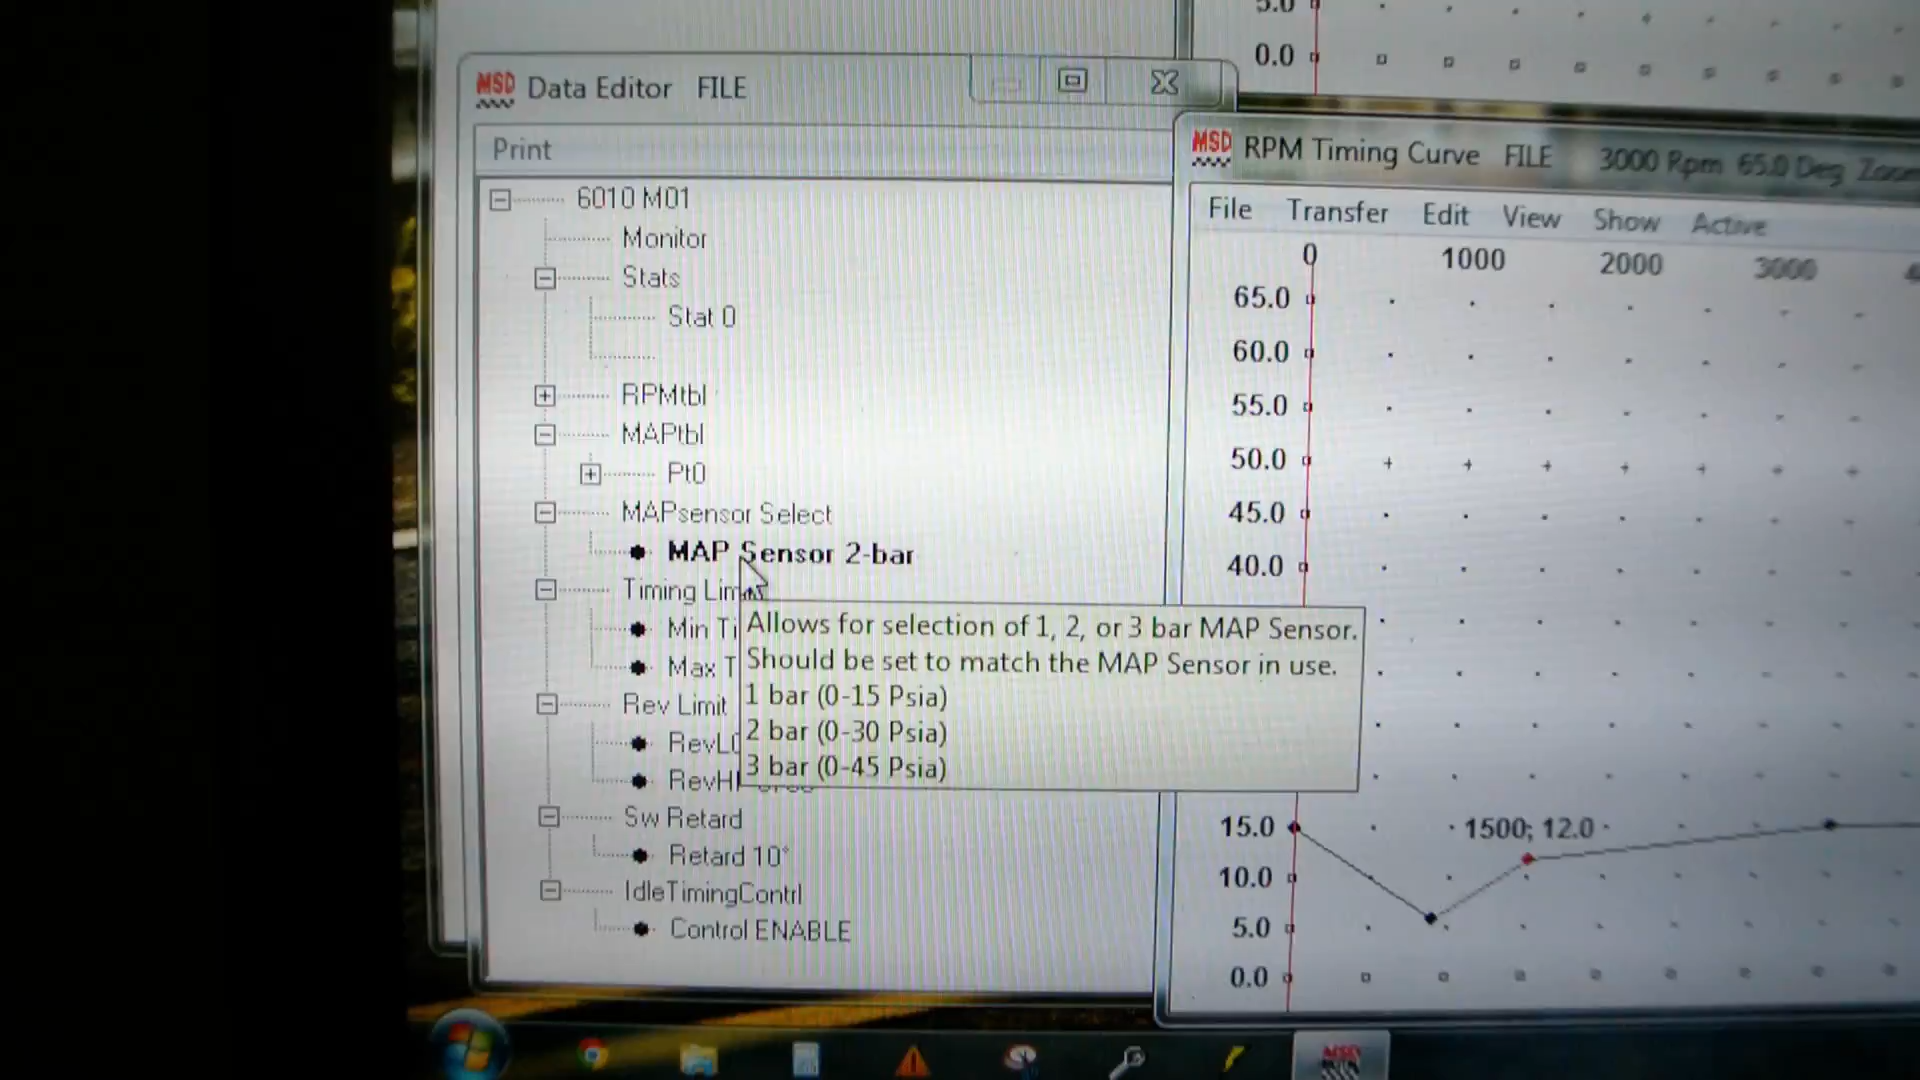 5.0
0.0
MSD Data Editor FILE
Print
6010 M01
Monitor
Stats
Stat 0
RPMtbl
MAPtbl
Pt0
MAPsensor Select
MAP Sensor 2-bar
Timing
Min
Max T
Rev Limit
Sw Retard
Retard 10°
IdleTimingContrl
Control ENABLE
Allows for selection of 1, 2, or 3 bar MAP Sensor.
Should be set to match the MAP Sensor in use.
1 bar (0-15 Psia)
2 bar (0-30 Psia)
3 bar (0-45 Psia)
MSD RPM Timing Curve FILE 3000 Rpm 65.0 Deg
File Transfer Edit View Show Active
0 1000 2000 3000
65.0
60.0
55.0
50.0
45.0
40.0
15.0 1500; 12.0
10.0
5.0
0.0
MSD